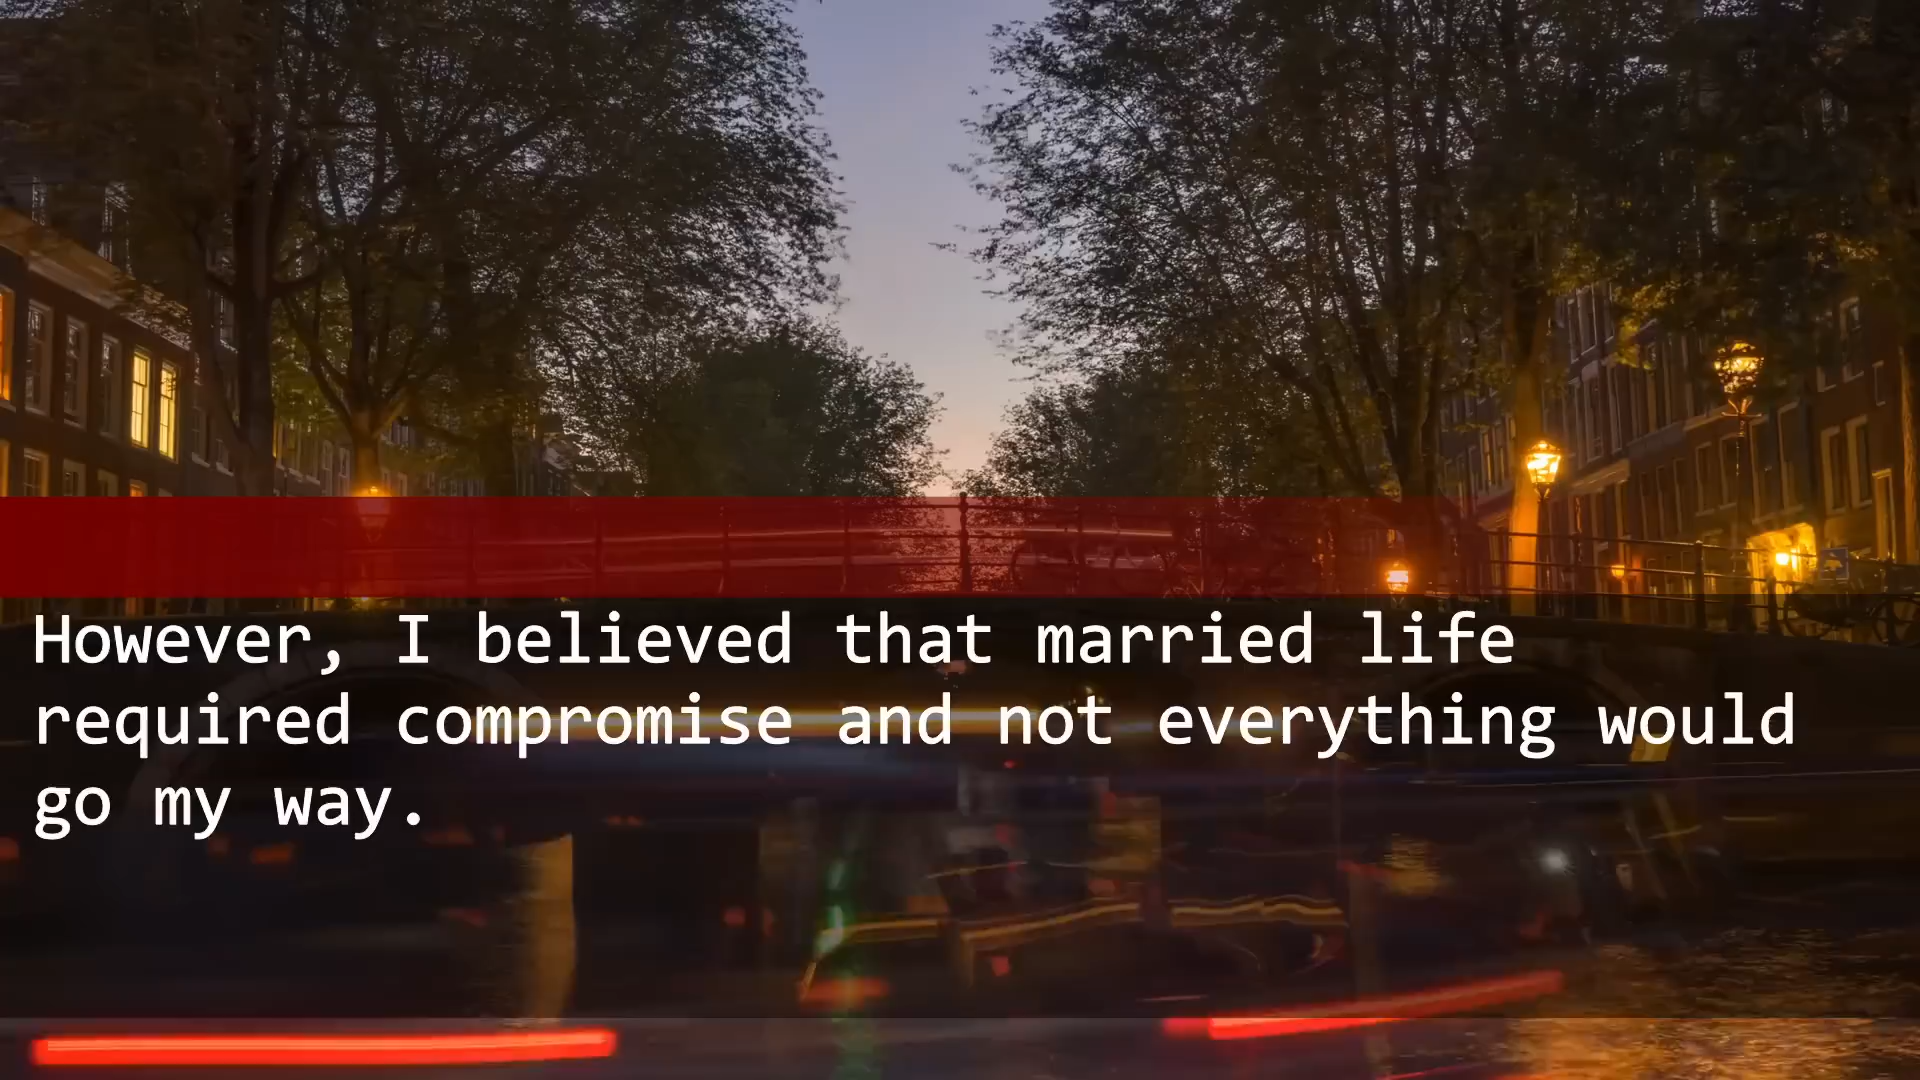 However, I believed that married life
required compromise and not everything would
go my way.